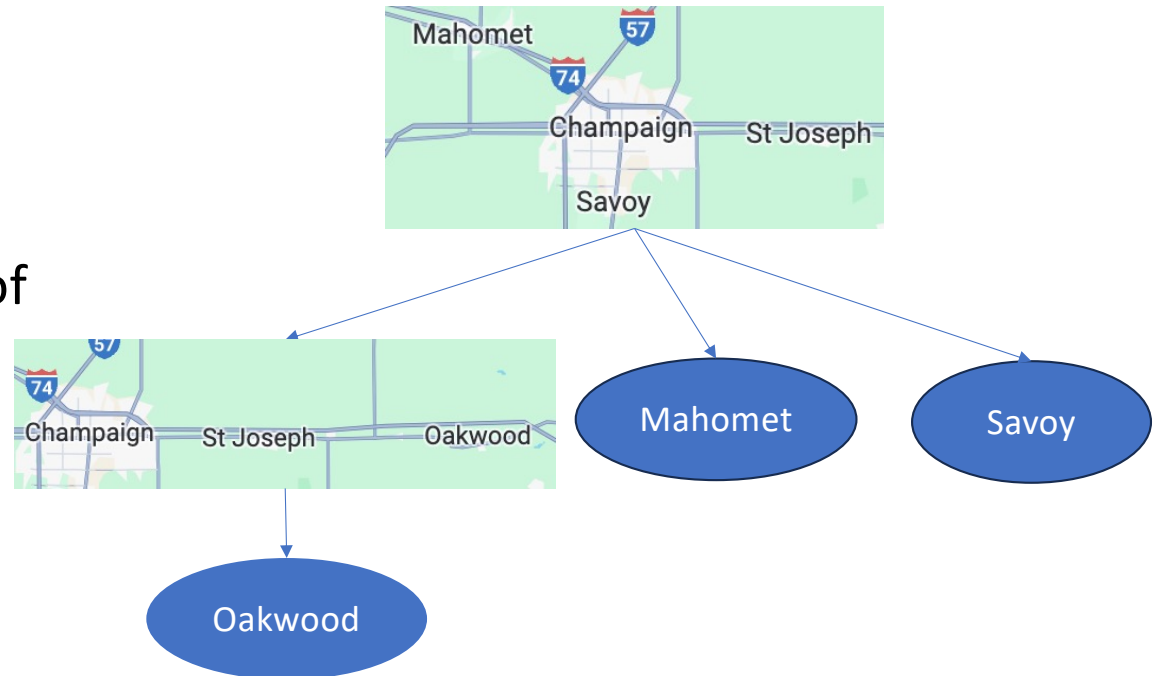 Mahomet
57
74
Champaign
St Joseph
Savoy
of
57
74
Champaign
St Joseph
Oakwood
Mahomet
Savoy
Oakwood